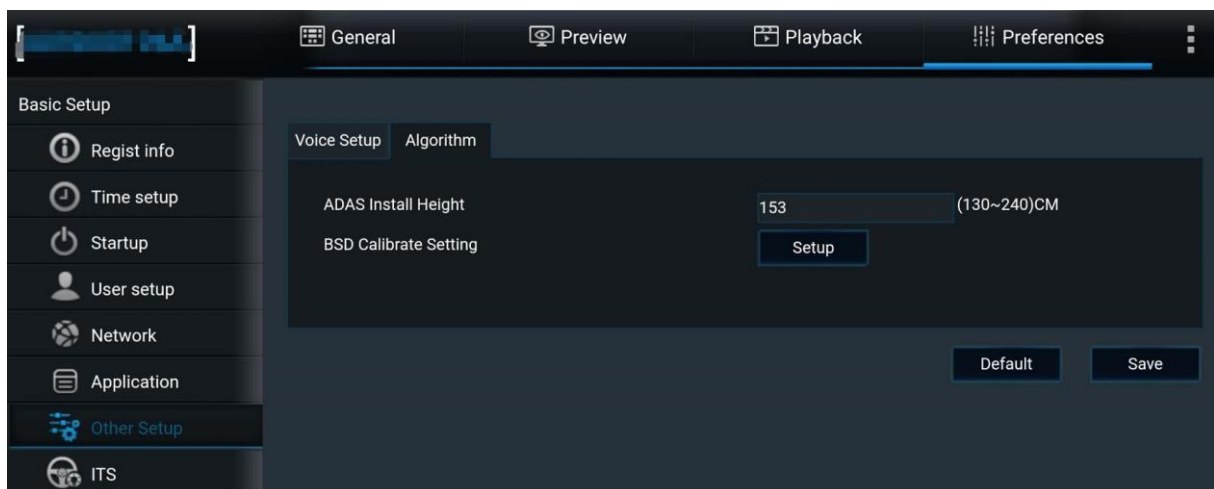 General
Preview
Playback
Preferences
Basic Setup
Regist info
Time setup
Startup
User setup
Network
Application
Other Setup
ITS
Voice Setup
Algorithm
ADAS Install Height
153
(130~240)CM
BSD Calibrate Setting
Setup
Default
Save